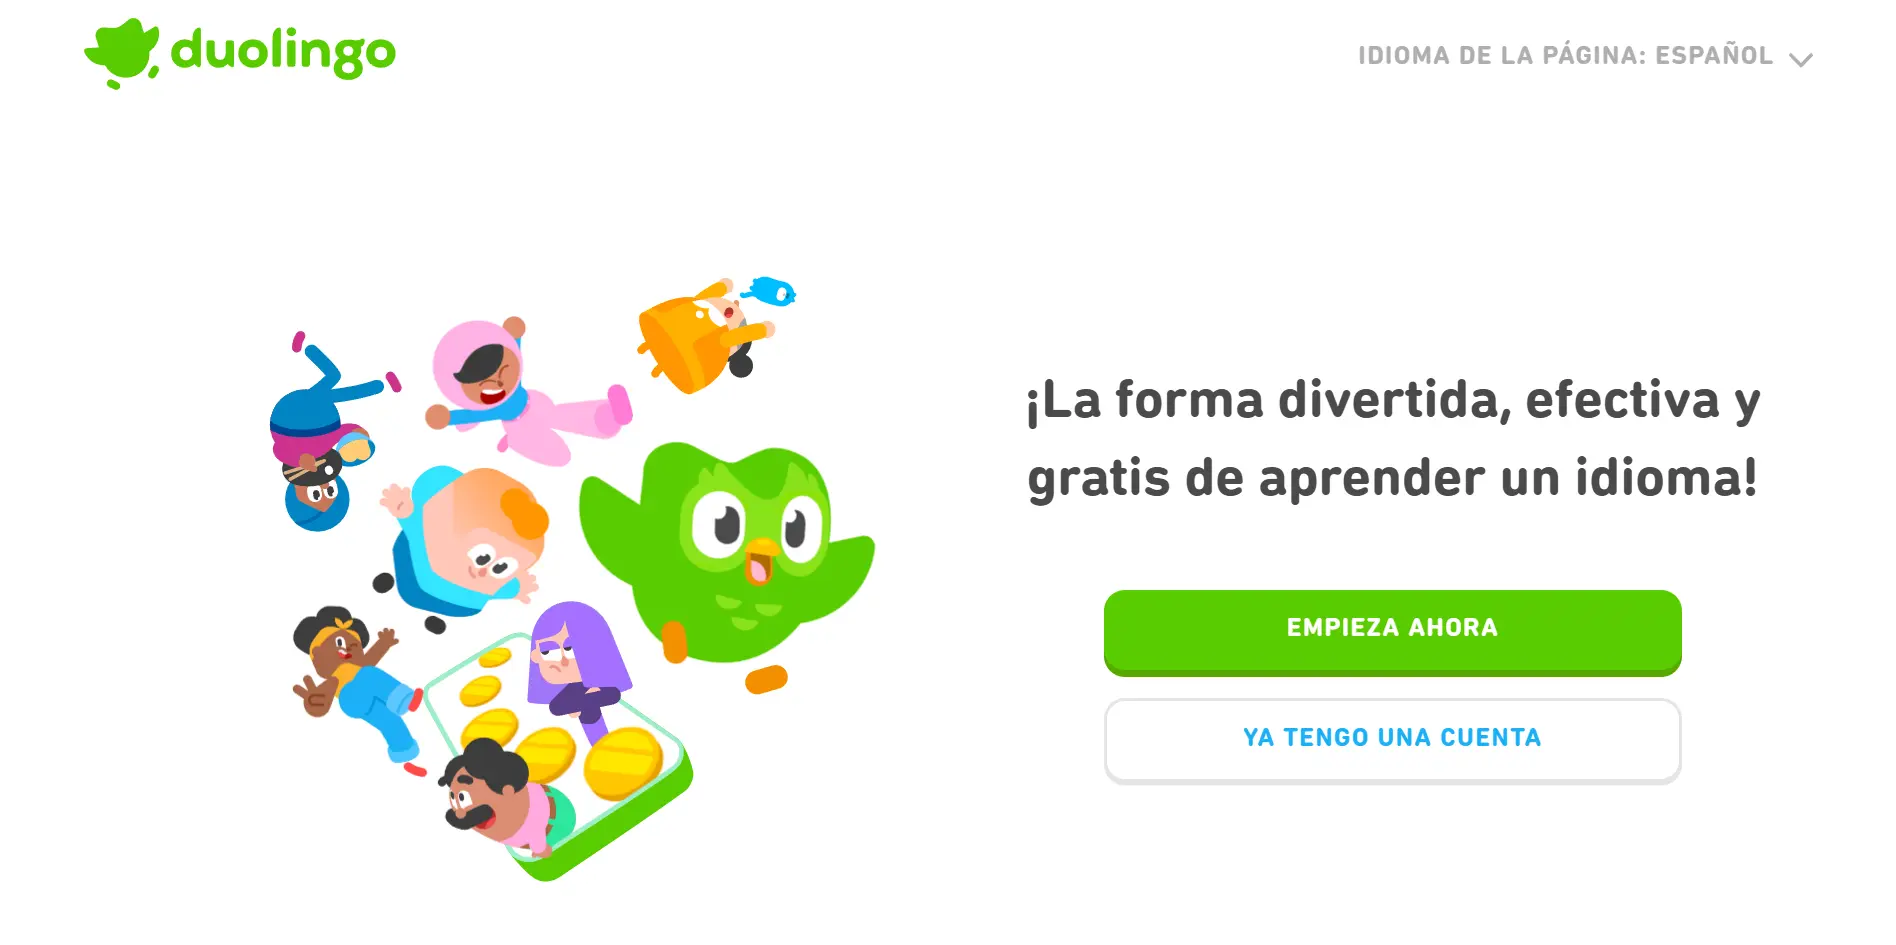 duolingo
IDIOMA DE LA PÁGINA: ESPAÑOL
¡La forma divertida, efectiva y
gratis de aprender un idioma!
EMPIEZA AHORA
YA TENGO UNA CUENTA